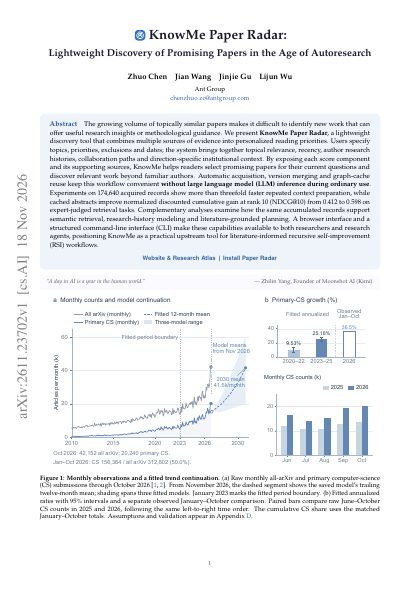 KnowMe Paper Radar:
Lightweight Discovery of Promising Papers in the Age of Autoresearch
Zhuo Chen Jian Wang Jinjie Gu Lijun Wu
Ant Group
chenzhuo.zc@antgroup.com
arXiv:2611.23702v1 [cs.AI] 18 Nov 2026
Abstract The growing volume of topically similar papers makes it difficult to identify new work that can
offer useful research insights or methodological guidance. We present KnowMe Paper Radar, a lightweight
discovery tool that combines multiple sources of evidence into personalized reading priorities. Users specify
topics, priorities, exclusions and dates; the system brings together topical relevance, recency, author research
histories, collaboration paths and direction-specific institutional context. By exposing each score component
and its supporting sources, KnowMe helps readers select promising papers for their current questions and
discover relevant work beyond familiar authors. Automatic acquisition, version merging and graph-cache
reuse keep this workflow convenient without large language model (LLM) inference during ordinary use.
Experiments on 174,640 archived records show more than threefold faster repeated context preparation, while
cached abstracts improve normalized discounted cumulative gain at rank 10 (NDCG@10) from 0.412 to 0.598 on
expert-judged retrieval tasks. Complementary analyses examine how the same accumulated records support
semantic retrieval, research-history modeling and literature-grounded planning. A browser interface and a
structured command-line interface (CLI) make these capabilities available to both researchers and research
agents, positioning KnowMe as a practical upstream tool for literature-informed recursive self-improvement
(RSI) workflows.
Website & Research Atlas | Install Paper Radar
"A day in AI is a year in the human world."
— Zhilin Yang, Founder of Moonshot AI (Kimi)
a Monthly counts and model continuation
All arXiv (monthly)
Fitted 12-month mean
Primary CS (monthly)
Three-model range
Fitted period boundary
Model means
from Nov 2026
2030 mean
41.5k/month
Articles per month (k)
60
40
20
0
2010
2015
2020
2023
2026
2030
Oct 2026: 42,152 all arXiv; 20,240 primary CS.
Jan–Oct 2026: CS 156,364 / all arXiv 312,602 (50.0%).
b Primary-CS growth (%)
Fitted annualized
Observed
Jan–Oct
40
20
0
9.53%
25.16%
36.5%
2020–22
2023–25
2026
Monthly CS counts (k)
2025
2026
20
10
0
Jun
Jul
Aug
Sep
Oct
Figure 1: Monthly observations and a fitted trend continuation. (a) Raw monthly all-arXiv and primary computer-science
(CS) submissions through October 2026 [1, 2]. From November 2026, the dashed segment shows the saved model's trailing
twelve-month mean; shading spans three fitted models. January 2023 marks the fitted period boundary. (b) Fitted annualized
rates with 95% intervals and a separate observed January–October comparison. Paired bars compare raw June–October
CS counts in 2025 and 2026, following the same left-to-right time order. The cumulative CS share uses the matched
January–October totals. Assumptions and validation appear in Appendix D.
1